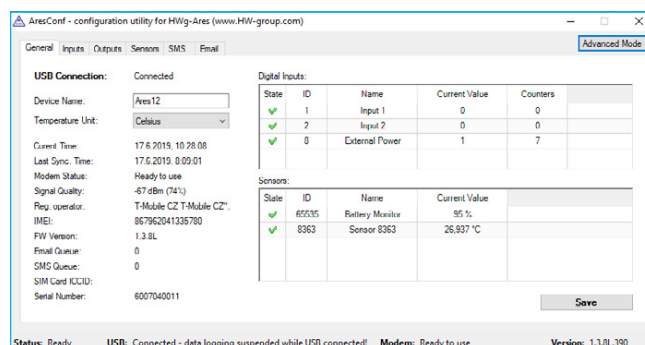 AresConf - configuration utility for HWg-Ares (www.HW-group.com)
General Inputs Outputs Sensors SMS Email
Advanced Mode
USB Connection: Connected
Device Name: Ares12
Temperature Unit: Celsius
Curent Time: 17.6.2019, 10:28:08
Last Sync. Time: 17.6.2019, 8:09:01
Modem Status: Ready to use
Signal Quality: -67 dBm (74%)
Reg. operator: T-Mobile CZ T-Mobile CZ".
IMEI: 867962041335780
FW Version: 1.3.8L
Email Queue: 0
SMS Queue: 0
SIM Card ICCID:
Serial Number: 6007040011
Digital Inputs:
State ID Name Current Value Counters
1 Input 1 0 0
2 Input 2 0 0
8 External Power 1 7
Sensors:
State ID Name Current Value
65535 Battery Monitor 95 %
8363 Sensor 8363 26,937 °C
Save
Status: Ready USB: Connected - data logging suspended while USB connected! Modem: Ready to use Version: 1.3.8L-390